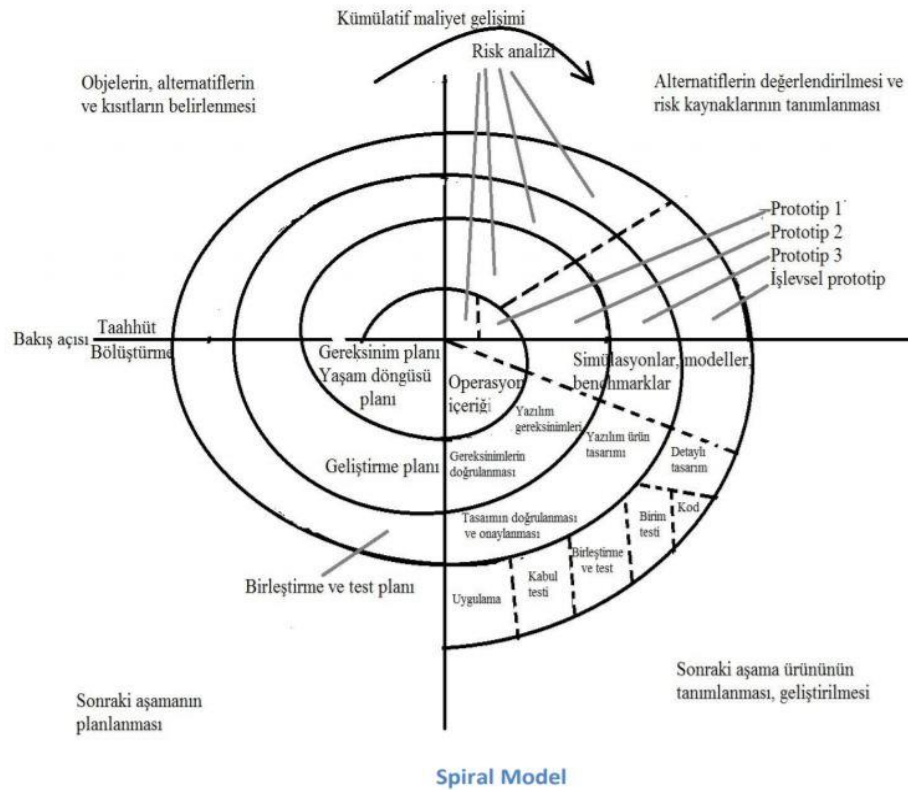 Kümülatif maliyet gelişimi
Risk analizi
Objelerin, alternatiflerin
ve kısıtların belirlenmesi
Alternatiflerin değerlendirilmesi ve
risk kaynaklarının tanımlanması
Prototip 1
Prototip 2
Prototip 3
İşlevsel prototip
Bakış açısı
Taahhüt
Bölüştürme
Gereksinim planı
Yaşam döngüsü
planı
Operasyon
içeriği
Simülasyonlar, modeller,
benchmarklar
Yazılım
gereksinimleri
Yazılım ürün
tasarımı
Detaylı
tasarım
Geliştirme planı
Gereksinimlerin
doğrulanması
Kod
Birim
testi
Tasaımın doğrulanması
ve onaylanması
Birleştirme
ve test
Kabul
testi
Uygulama
Birleştirme ve test planı
Sonraki aşamanın
planlanması
Sonraki aşama ürününün
tanımlanması, geliştirilmesi
Spiral Model